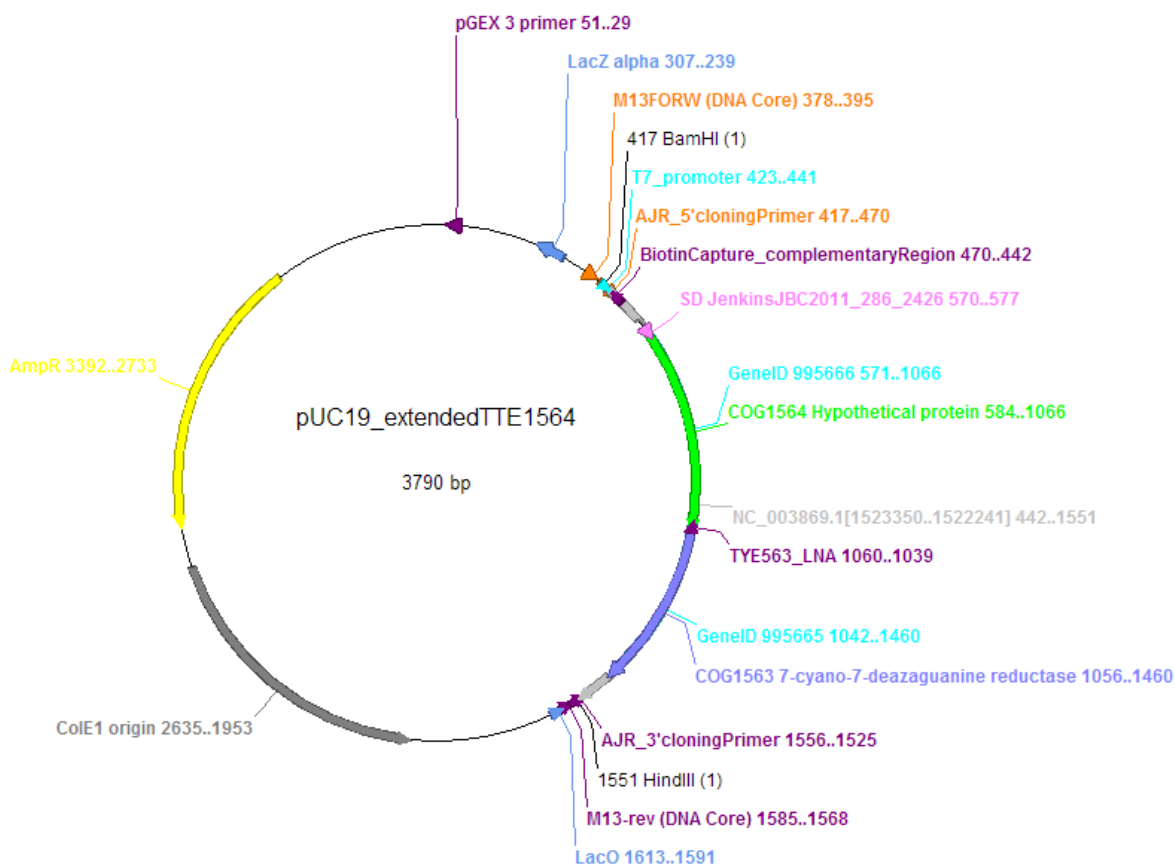 pGEX 3 primer 51..29
LacZ alpha 307..239
M13FORW (DNA Core) 378..395
417 BamHI (1)
T7_promoter 423..441
AJR_5'cloningPrimer 417..470
BiotinCapture_complementaryRegion 470..442
SD JenkinsJBC2011_286_2426 570..577
AmpR 3392..2733
GeneID 995666 571..1066
COG1564 Hypothetical protein 584..1066
pUC19_extendedTTE1564
3790 bp
NC_003869.1[1523350..1522241] 442..1551
TYE563_LNA 1060..1039
GeneID 995665 1042..1460
COG1563 7-cyano-7-deazaguanine reductase 1056..1460
ColE1 origin 2635..1953
AJR_3'cloningPrimer 1556..1525
1551 HindIII (1)
M13-rev (DNA Core) 1585..1568
LacO 1613..1591